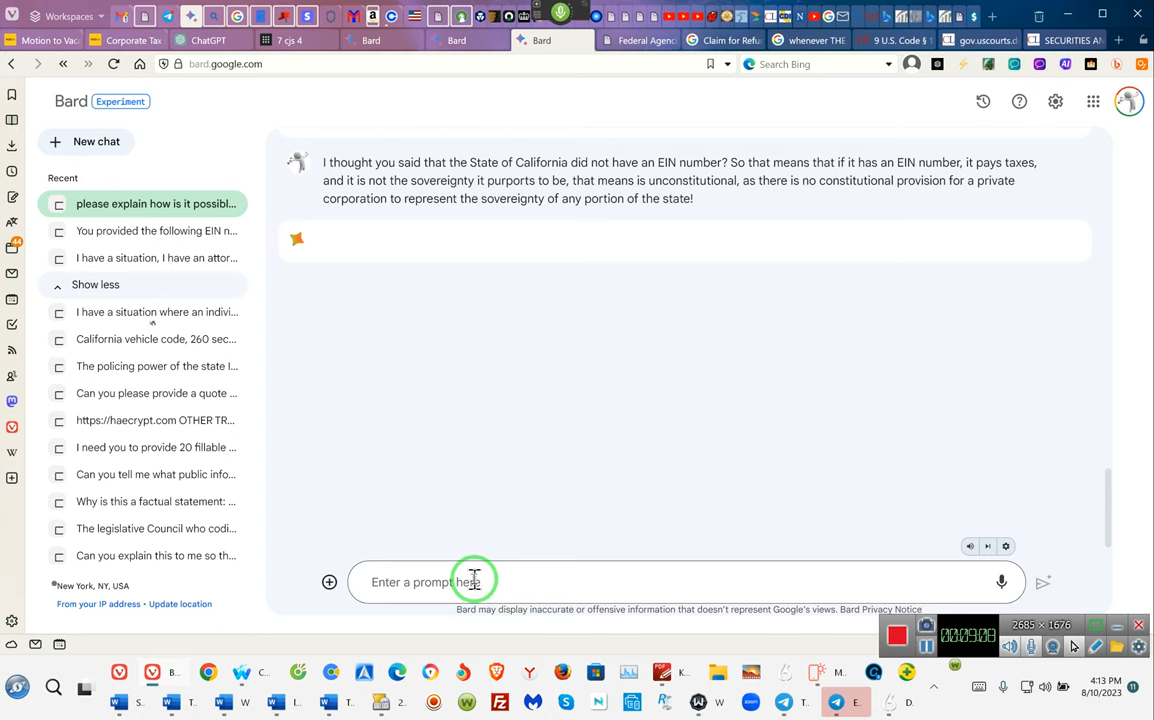 Workspaces
Motion to Vac
Corporate Tax
ChatGPT
7 cjs 4
Bard
Bard
Bard
Federal Agenc
Claim for Refu
whenever THE
9 U.S. Code §
gov.uscourts.c
SECURITIES AN
bard.google.com
Search Bing
Bard
Experiment
New chat
Recent
please explain how is it possibl...
You provided the following EIN n...
I have a situation, I have an attor...
Show less
I have a situation where an indivi...
California vehicle code, 260 sec...
The policing power of the state I...
Can you please provide a quote ...
https://haecrypt.com OTHER TR...
I need you to provide 20 fillable ...
Can you tell me what public info...
Why is this a factual statement: ...
The legislative Council who codi...
Can you explain this to me so th...
New York, NY, USA
From your IP address • Update location
I thought you said that the State of California did not have an EIN number? So that means that if it has an EIN number, it pays taxes,
and it is not the sovereignty it purports to be, that means is unconstitutional, as there is no constitutional provision for a private
corporation to represent the sovereignty of any portion of the state!
Enter a prompt here
Bard may display inaccurate or offensive information that doesn't represent Google's views. Bard Privacy Notice
00:09:08
2685 × 1676
44
B...
C...
K...
M...
S...
T...
W
I...
T...
2...
W
T...
E...
D.
4:13 PM
8/10/2023
11